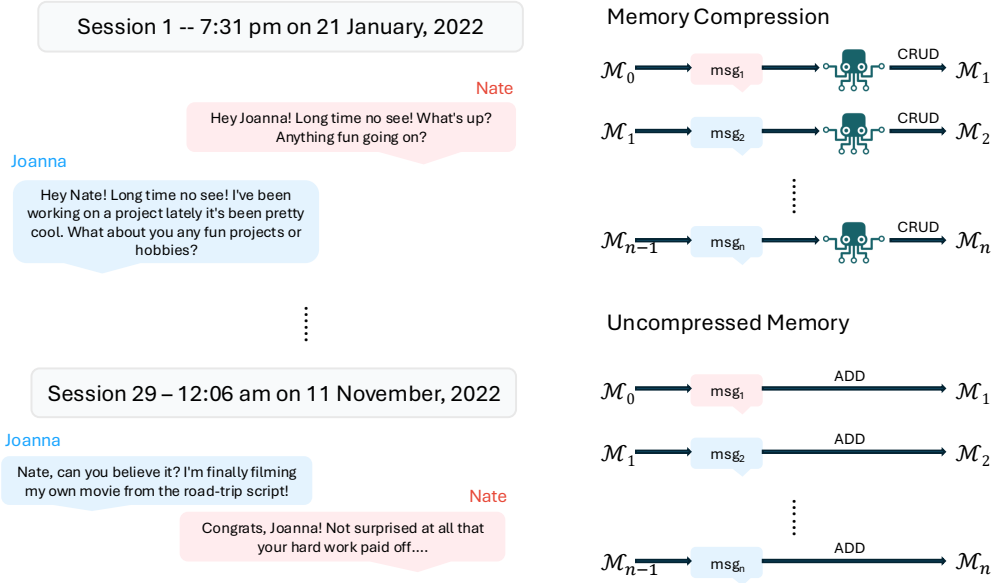 Session 1 -- 7:31 pm on 21 January, 2022
Nate
Hey Joanna! Long time no see! What's up?
Anything fun going on?
Joanna
Hey Nate! Long time no see! I've been
working on a project lately it's been pretty
cool. What about you any fun projects or
hobbies?
Session 29 – 12:06 am on 11 November, 2022
Joanna
Nate, can you believe it? I'm finally filming
my own movie from the road-trip script!
Nate
Congrats, Joanna! Not surprised at all that
your hard work paid off....
Memory Compression
ℳ₀ msg₁ CRUD ℳ₁
ℳ₁ msg₂ CRUD ℳ₂
ℳₙ₋₁ msgₙ CRUD ℳₙ
Uncompressed Memory
ℳ₀ msg₁ ADD ℳ₁
ℳ₁ msg₂ ADD ℳ₂
ℳₙ₋₁ msgₙ ADD ℳₙ